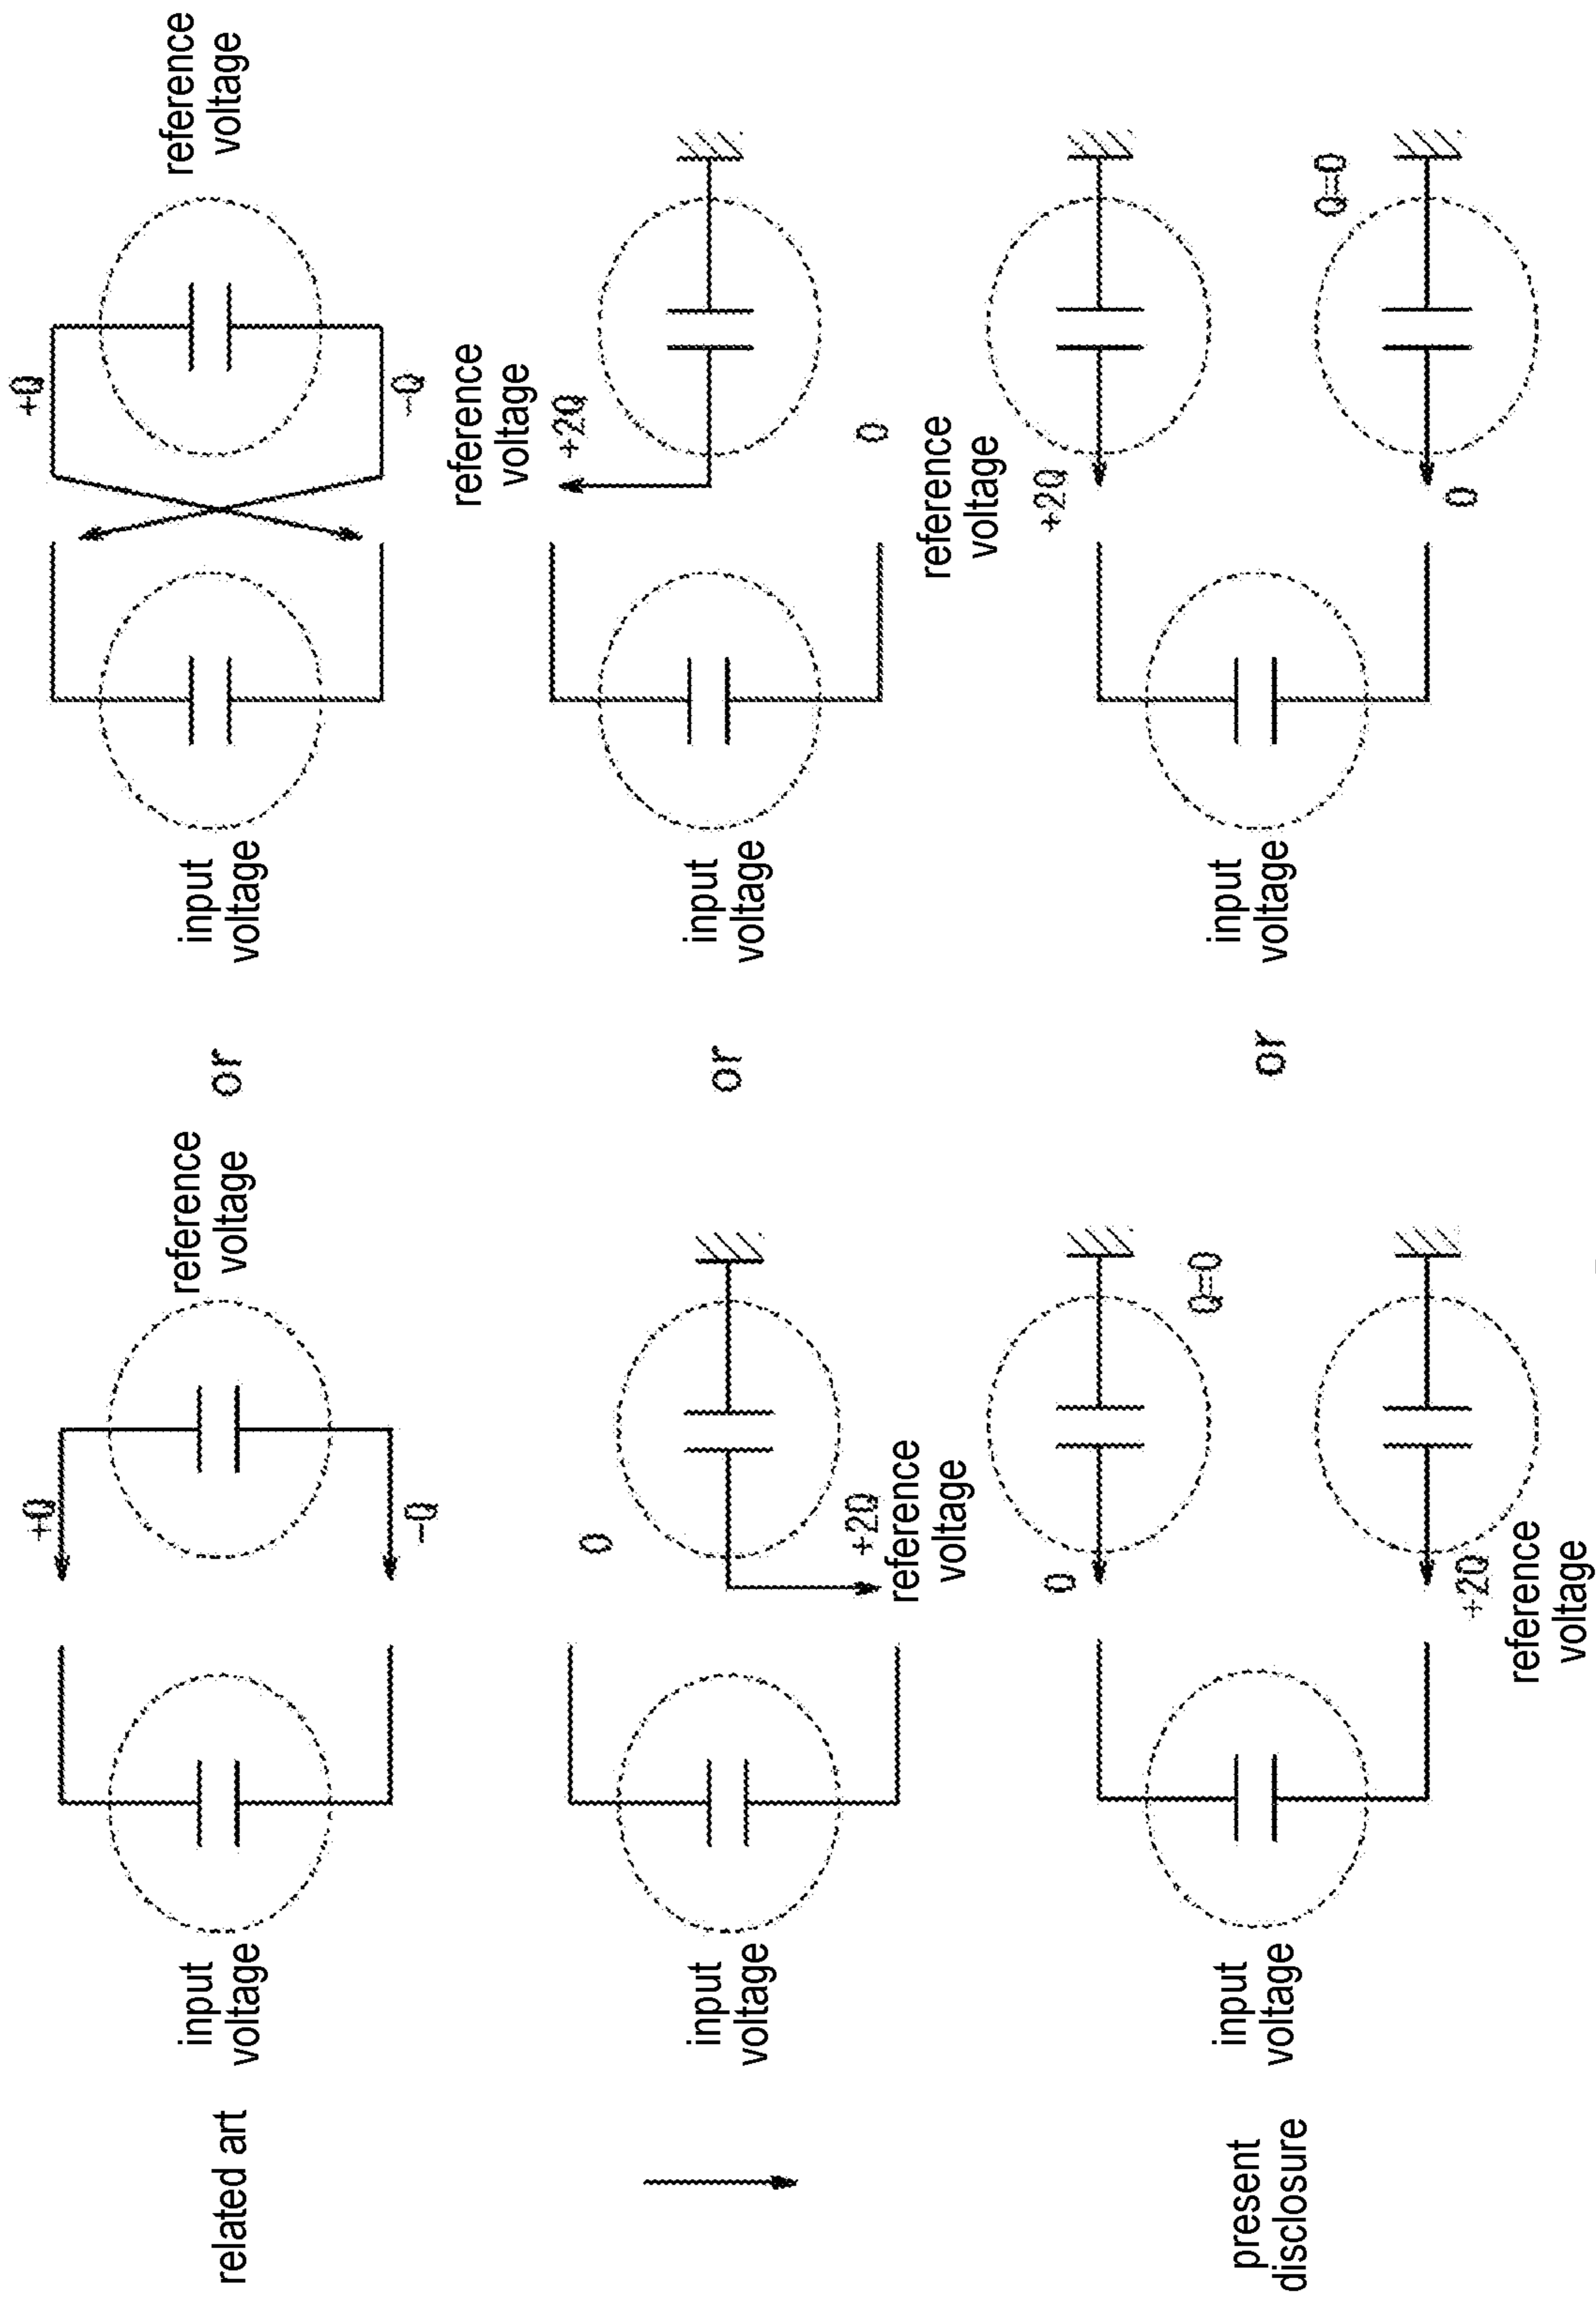 related art
input
voltage
+Q
-Q
reference
voltage
or
input
voltage
+Q
-Q
reference
voltage
input
voltage
0
+2Q
reference
voltage
or
input
voltage
reference
voltage
+2Q
0
present
disclosure
input
voltage
0
Q=0
+2Q
reference
voltage
or
input
voltage
reference
voltage
+2Q
0
Q=0